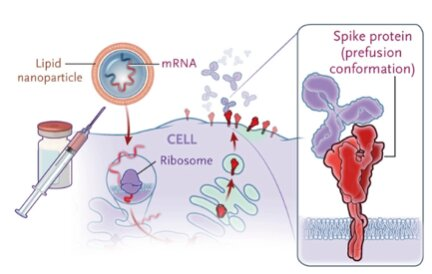 Lipid
nanoparticle
mRNA
CELL
Ribosome
Spike protein
(prefusion
conformation)